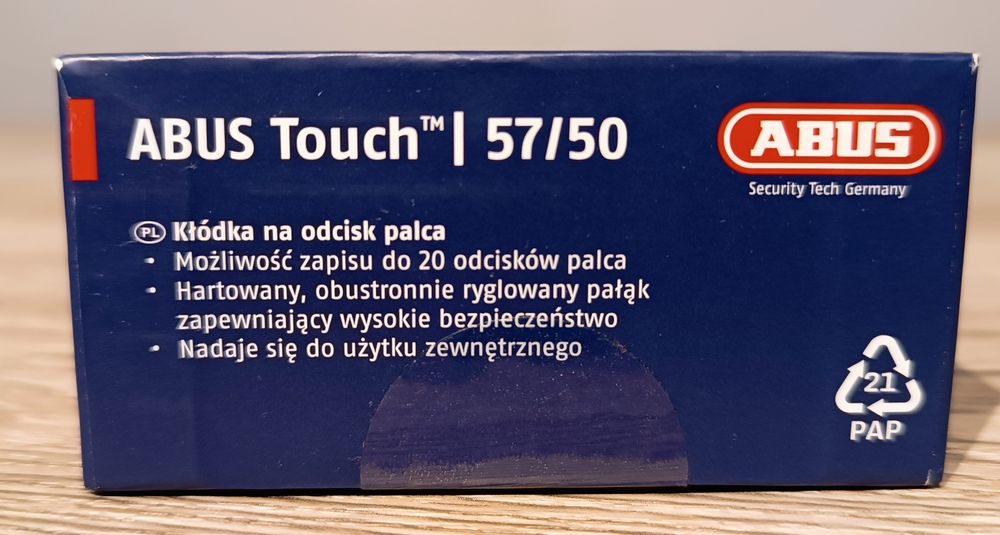 ABUS Touch™ | 57/50
ABUS
Security Tech Germany
PL Kłódka na odcisk palca
• Możliwość zapisu do 20 odcisków palca
• Hartowany, obustronnie ryglowany pałąk
zapewniający wysokie bezpieczeństwo
• Nadaje się do użytku zewnętrznego
21
PAP